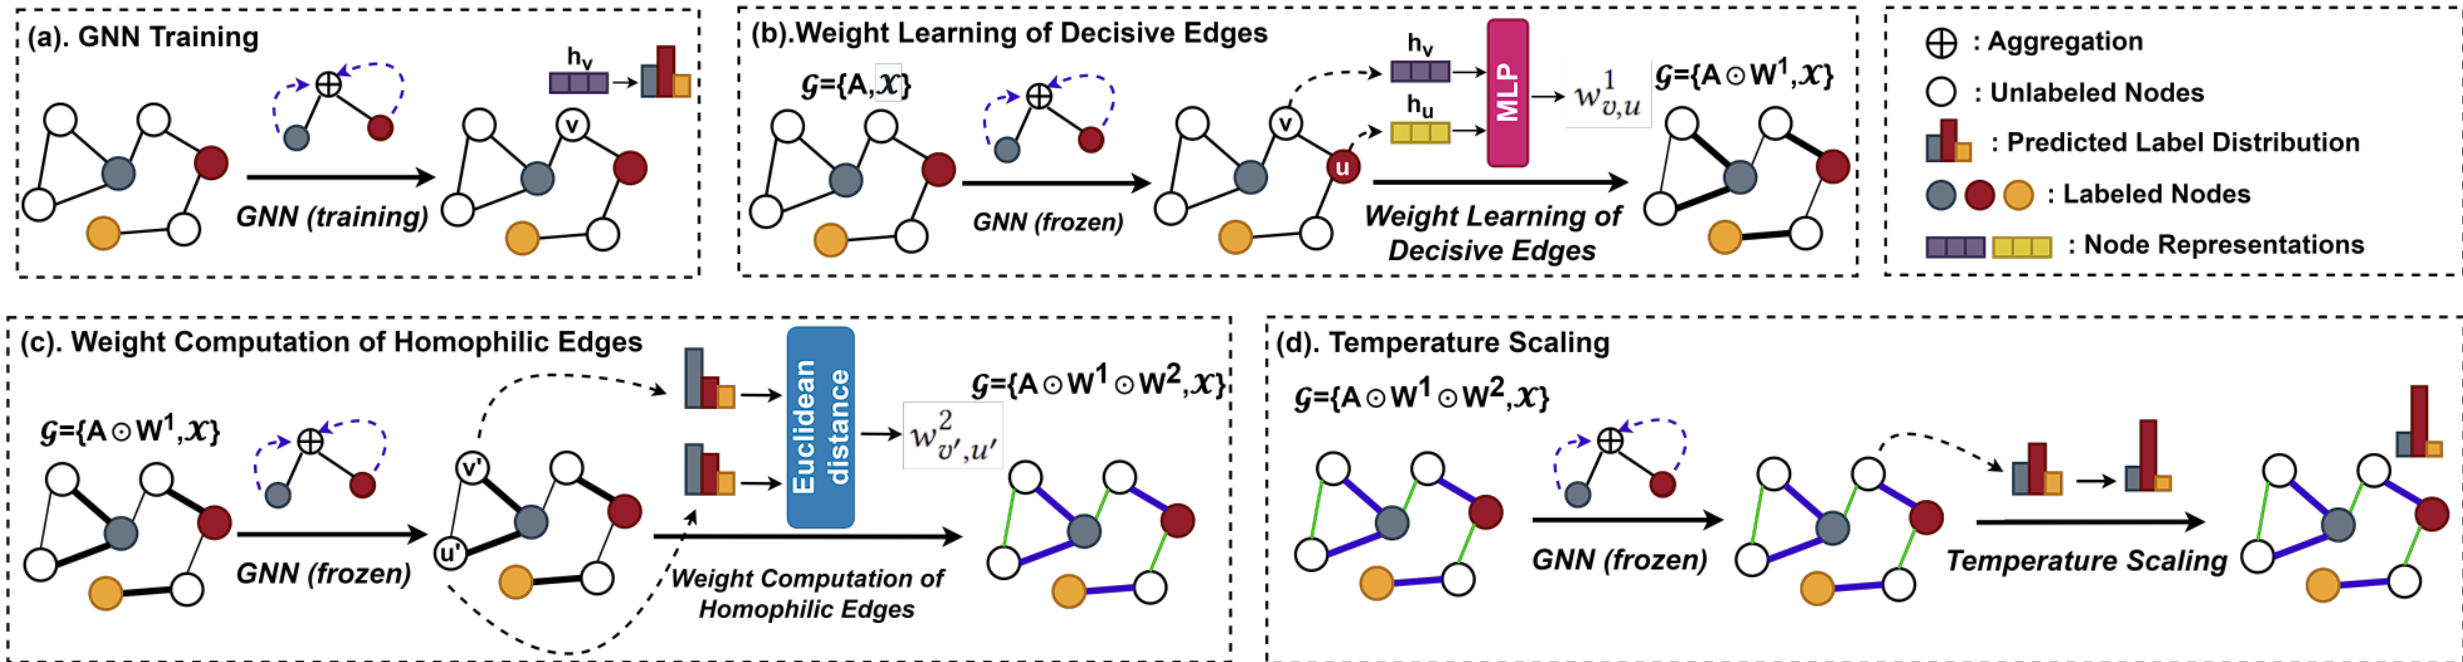 (a). GNN Training
h_v
v
GNN (training)
(b).Weight Learning of Decisive Edges
𝒢={A,𝒳}
GNN (frozen)
v
u
h_v
h_u
MLP
w^1_{v,u}
Weight Learning of
Decisive Edges
𝒢={A⊙W^1,𝒳}
⊕ : Aggregation
: Unlabeled Nodes
: Predicted Label Distribution
: Labeled Nodes
: Node Representations
(c). Weight Computation of Homophilic Edges
𝒢={A⊙W^1,𝒳}
GNN (frozen)
v'
u'
Euclidean
distance
w^2_{v',u'}
Weight Computation of
Homophilic Edges
𝒢={A⊙W^1⊙W^2,𝒳}
(d). Temperature Scaling
𝒢={A⊙W^1⊙W^2,𝒳}
GNN (frozen)
Temperature Scaling